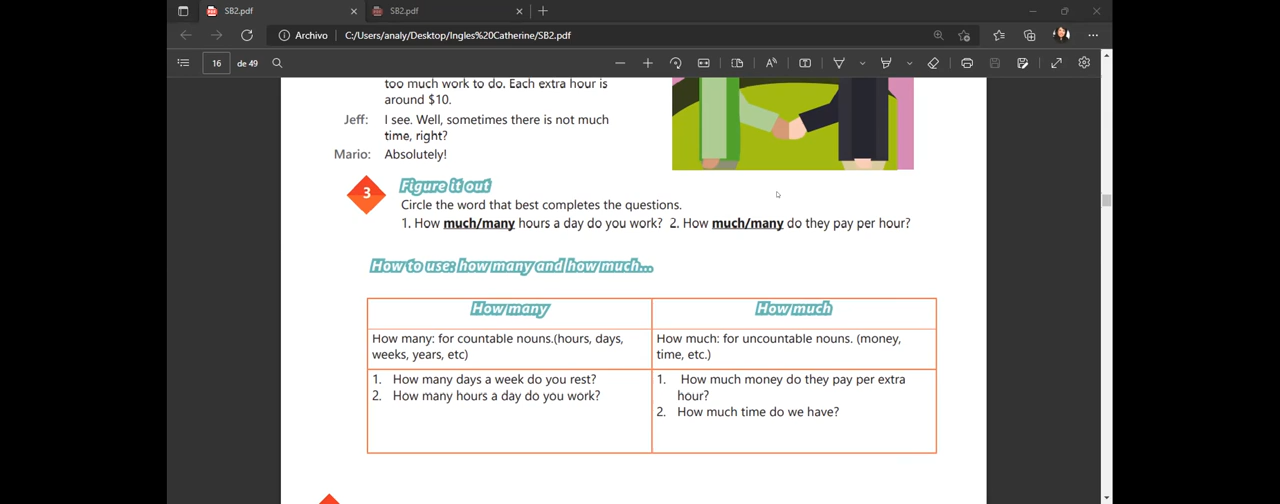 SB2.pdf
SB2.pdf
Archivo
C:/Users/analy/Desktop/Ingles%20Catherine/SB2.pdf
16
de 49
too much work to do. Each extra hour is
around $10.
Jeff: I see. Well, sometimes there is not much
time, right?
Mario: Absolutely!
3
Figure it out
Circle the word that best completes the questions.
1. How much/many hours a day do you work? 2. How much/many do they pay per hour?
How to use: how many and how much...
How many
How many: for countable nouns.(hours, days,
weeks, years, etc)
1. How many days a week do you rest?
2. How many hours a day do you work?
How much
How much: for uncountable nouns. (money,
time, etc.)
1. How much money do they pay per extra
hour?
2. How much time do we have?